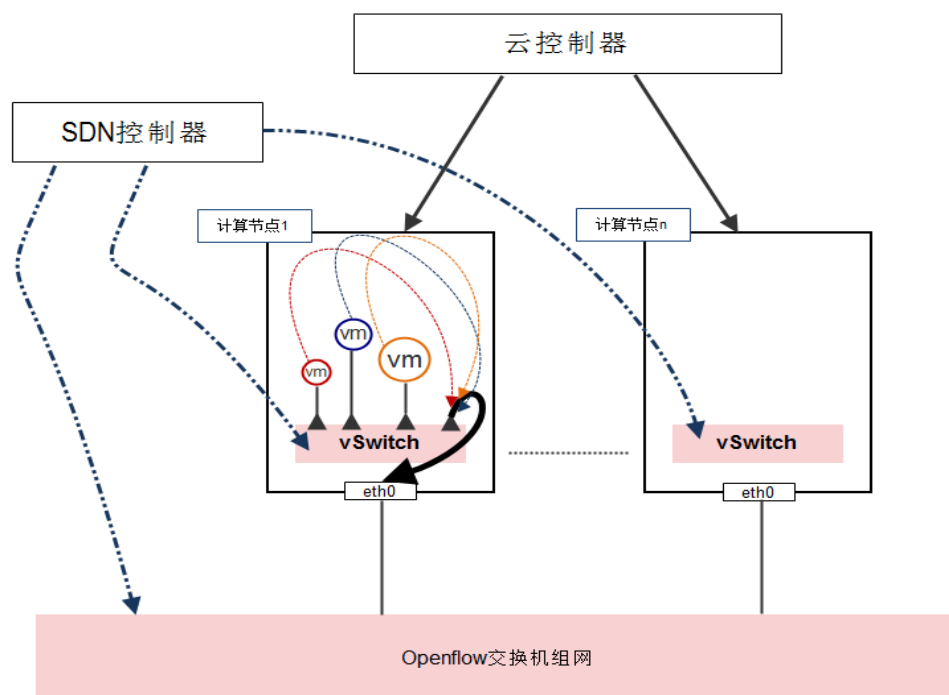 云控制器
SDN控制器
计算节点1
计算节点n
vm
vm
vm
vSwitch
vSwitch
eth0
eth0
Openflow交换机组网